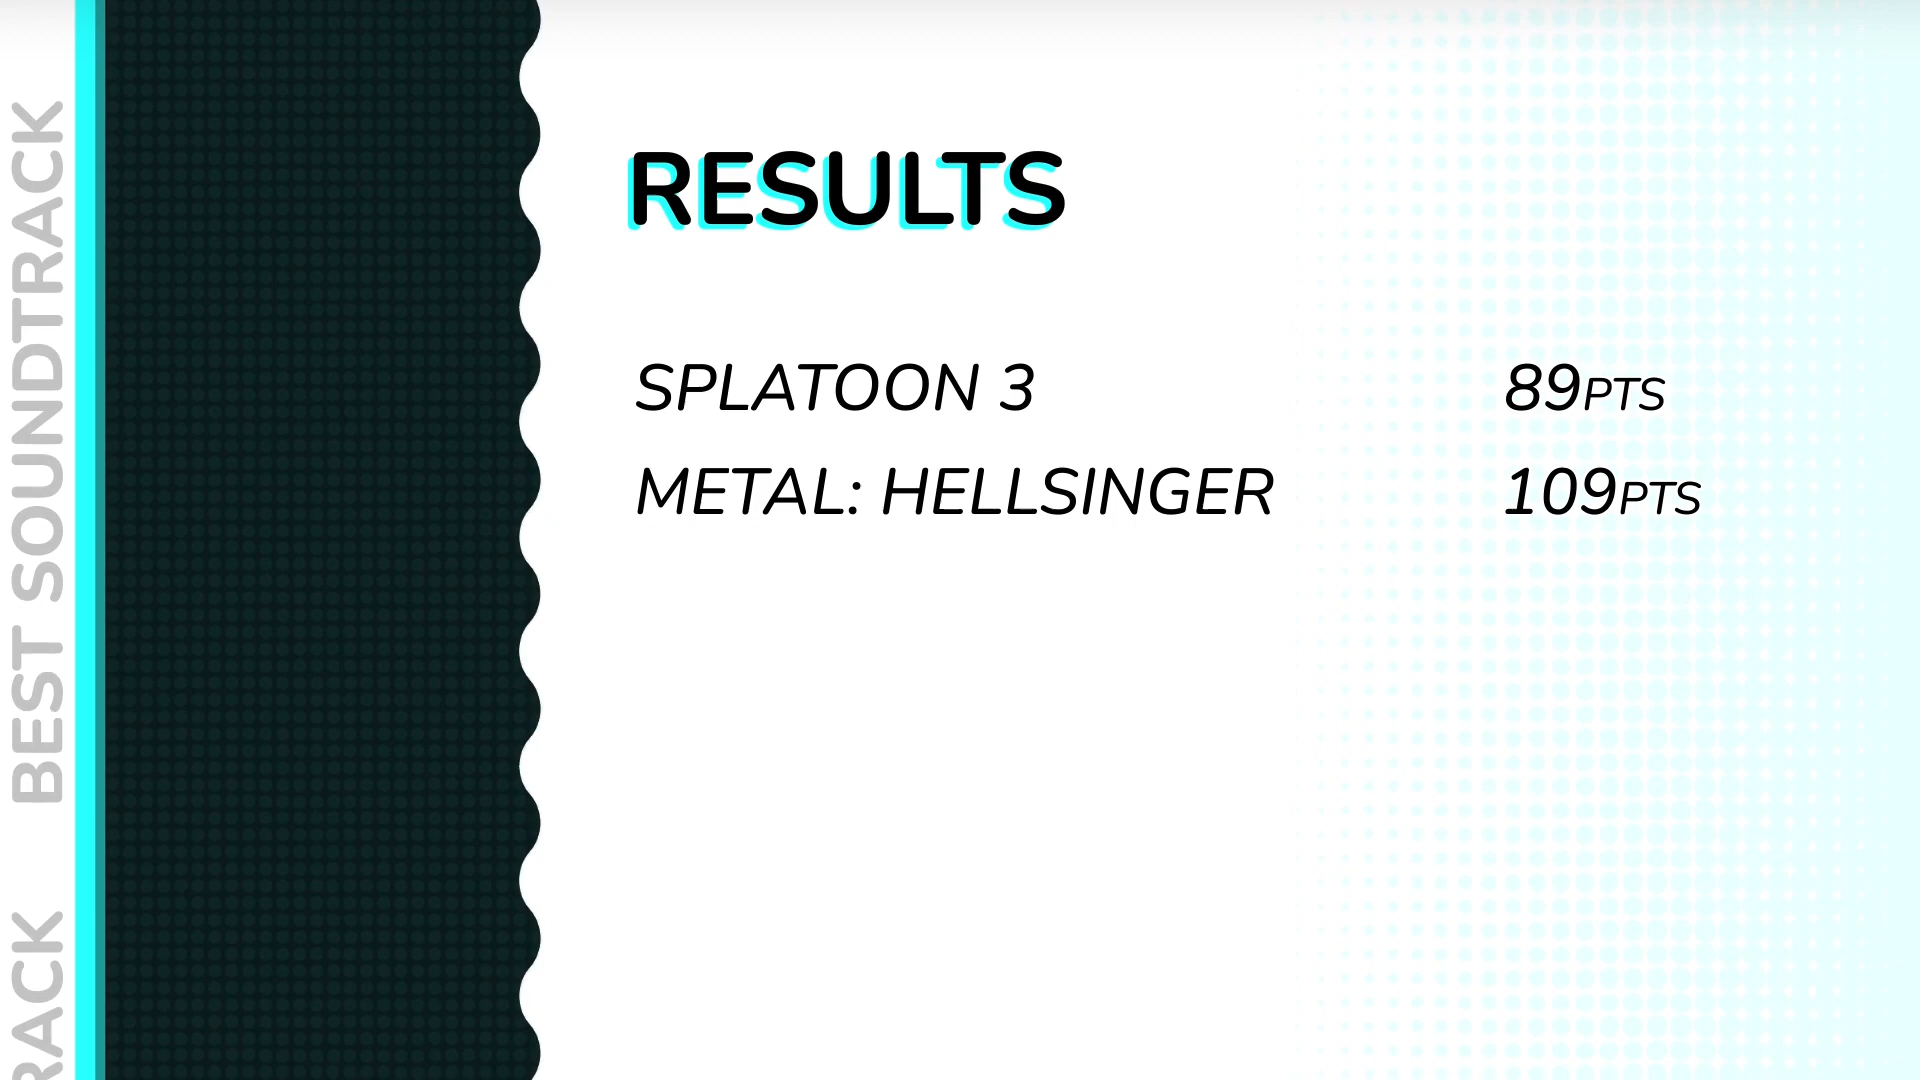 BEST SOUNDTRACK
RACK
RESULTS
SPLATOON 3 89PTS
METAL: HELLSINGER 109PTS